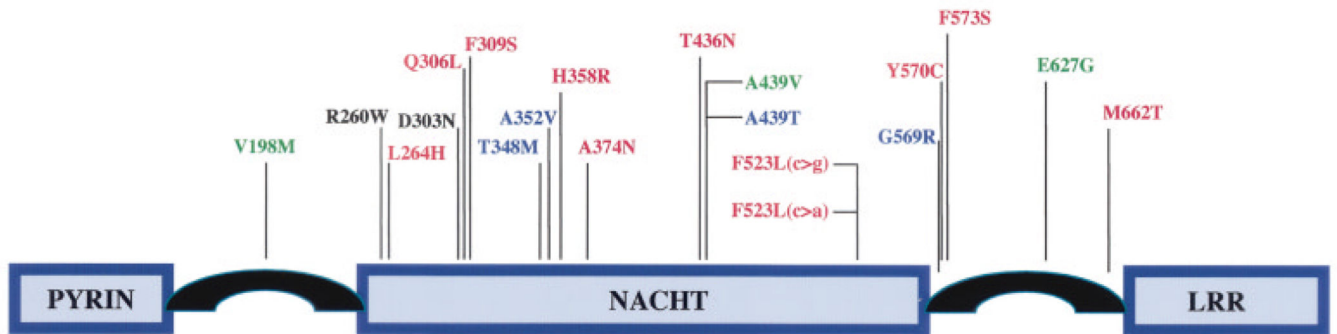 F573S
T436N
F309S
Q306L
Y570C
E627G
H358R
A439V
M662T
R260W
D303N
A352V
A439T
G569R
V198M
L264H
T348M
A374N
F523L(c>g)
F523L(c>a)
PYRIN
NACHT
LRR